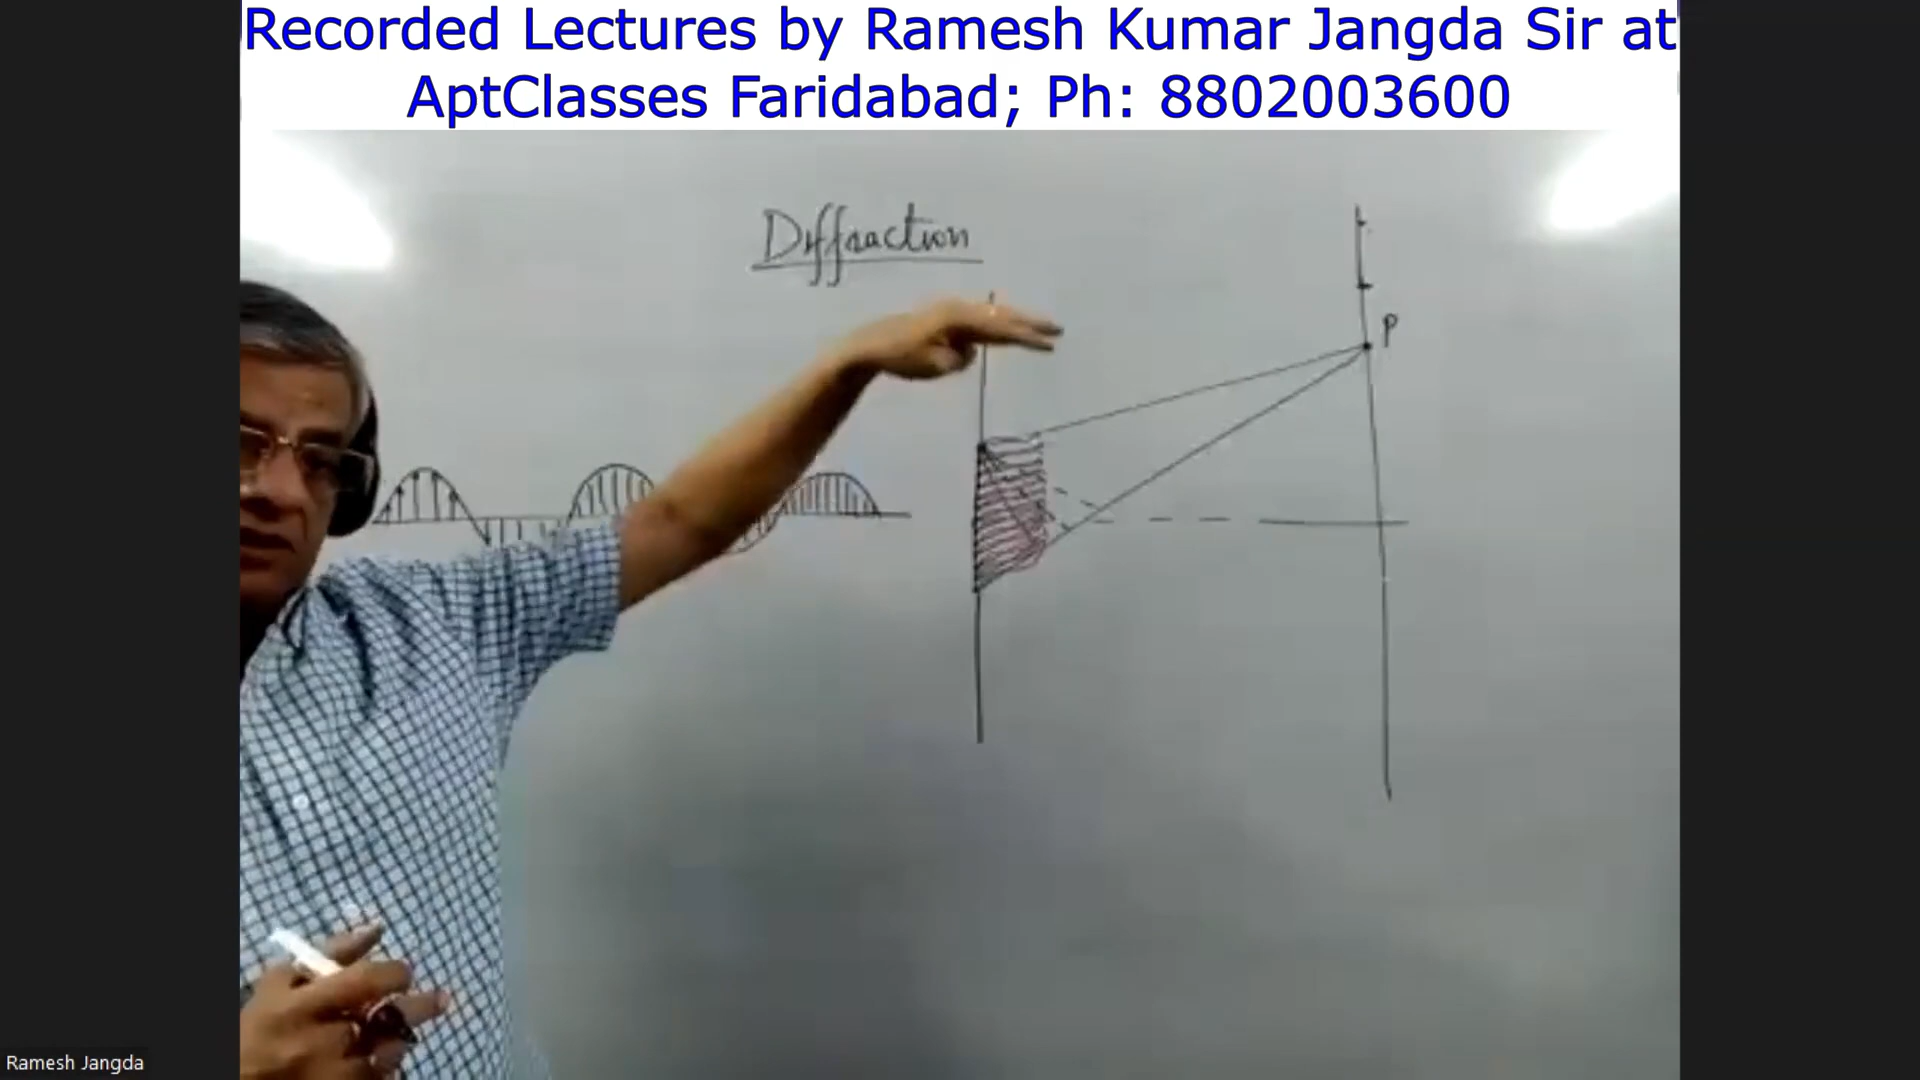 Recorded Lectures by Ramesh Kumar Jangda Sir at
AptClasses Faridabad; Ph: 8802003600
Diffraction
P
Ramesh Jangda